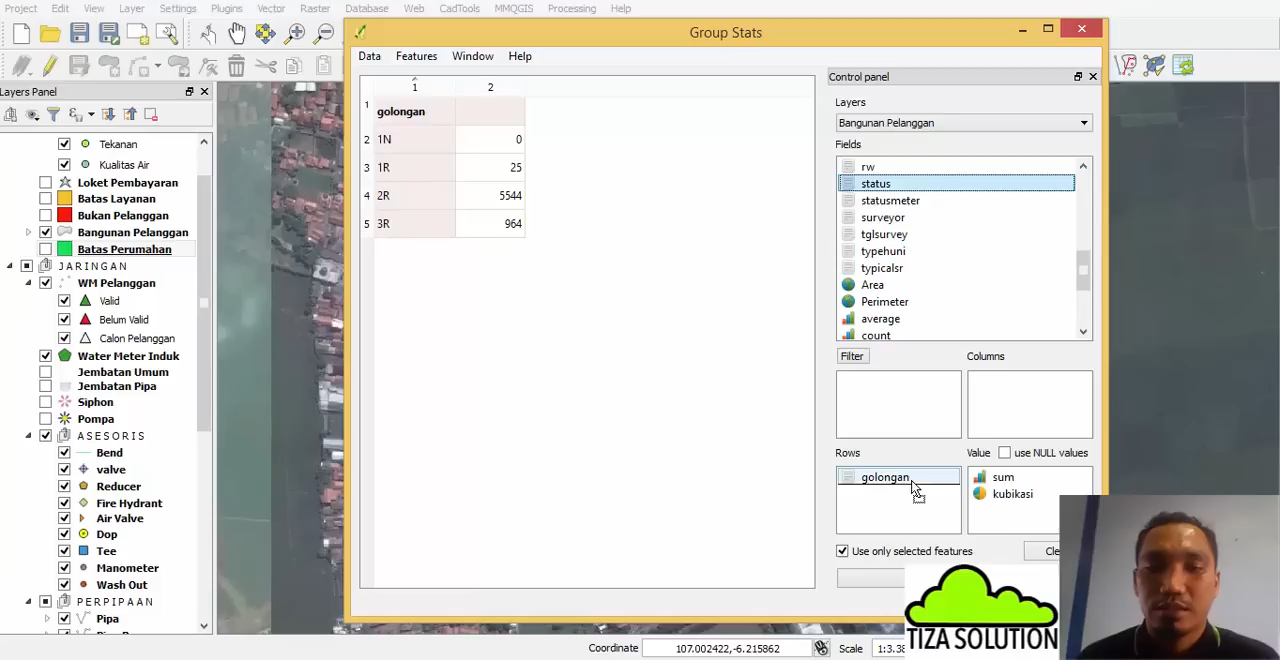 Project Edit View Layer Settings Plugins Vector Raster Database Web CadTools MMQGIS Processing Help
Group Stats
Data Features Window Help
Layers Panel
Tekanan
Kualitas Air
Loket Pembayaran
Batas Layanan
Bukan Pelanggan
Bangunan Pelanggan
Batas Perumahan
JARINGAN
WM Pelanggan
Valid
Belum Valid
Calon Pelanggan
Water Meter Induk
Jembatan Umum
Jembatan Pipa
Siphon
Pompa
ASESORIS
Bend
valve
Reducer
Fire Hydrant
Air Valve
Dop
Tee
Manometer
Wash Out
PERPIPAAN
Pipa
1 2
1 golongan
2 1N 0
3 1R 25
4 2R 5544
5 3R 964
Control panel
Layers
Bangunan Pelanggan
Fields
rw
status
statusmeter
surveyor
tglsurvey
typehuni
typicalsr
Area
Perimeter
average
count
Filter Columns
Rows Value use NULL values
golongan sum
kubikasi
Use only selected features Cle
TIZA SOLUTION
Coordinate 107.002422,-6.215862 Scale 1:3.38